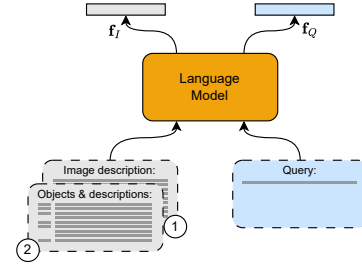 f_I
f_Q
Language
Model
Image description:
Objects & descriptions:
Query:
1
2